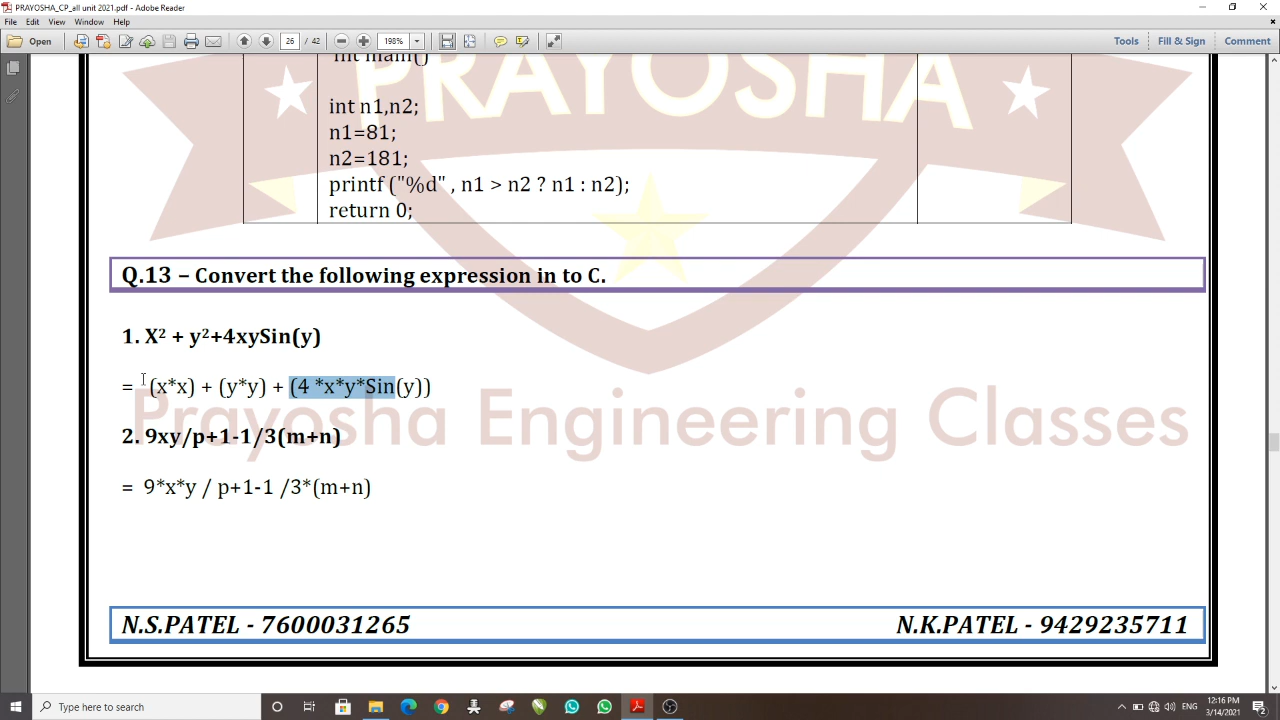 PRAYOSHA_CP_all unit 2021.pdf - Adobe Reader
File Edit View Window Help
Open 26 / 42 198% Tools Fill & Sign Comment
PRAYOSHA
int main()
int n1,n2;
n1=81;
n2=181;
printf ("%d" , n1 > n2 ? n1 : n2);
return 0;
Q.13 – Convert the following expression in to C.
1. X² + y²+4xySin(y)
= (x*x) + (y*y) + (4 *x*y*Sin(y))
Prayosha Engineering Classes
2. 9xy/p+1-1/3(m+n)
= 9*x*y / p+1-1 /3*(m+n)
N.S.PATEL - 7600031265 N.K.PATEL - 9429235711
Type here to search
ENG
12:16 PM
3/14/2021
2